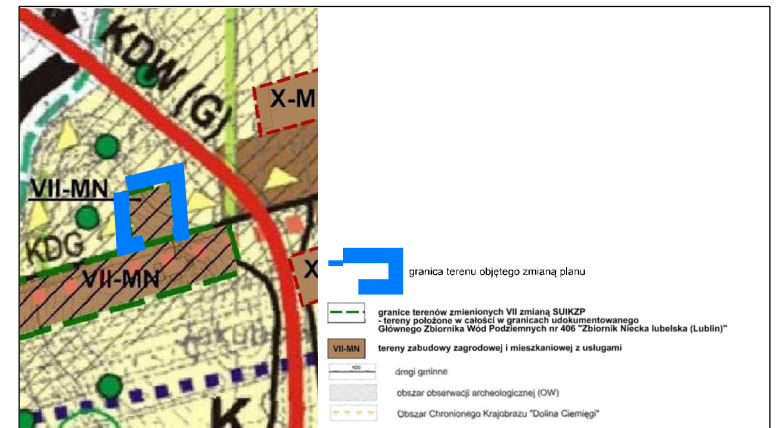 KDW (G)
X-M
VII-MN
KDG
VII-MN
X
K
granica terenu objętego zmianą planu
granice terenów zmienionych VII zmianą SUIKZP
- tereny położone w całości w granicach udokumentowanego
Głównego Zbiornika Wód Podziemnych nr 406 "Zbiornik Niecka lubelska (Lublin)"
VII-MN tereny zabudowy zagrodowej i mieszkaniowej z usługami
KDG drogi gminne
obszar obserwacji archeologicznej (OW)
Obszar Chronionego Krajobrazu "Dolina Ciemięgi"